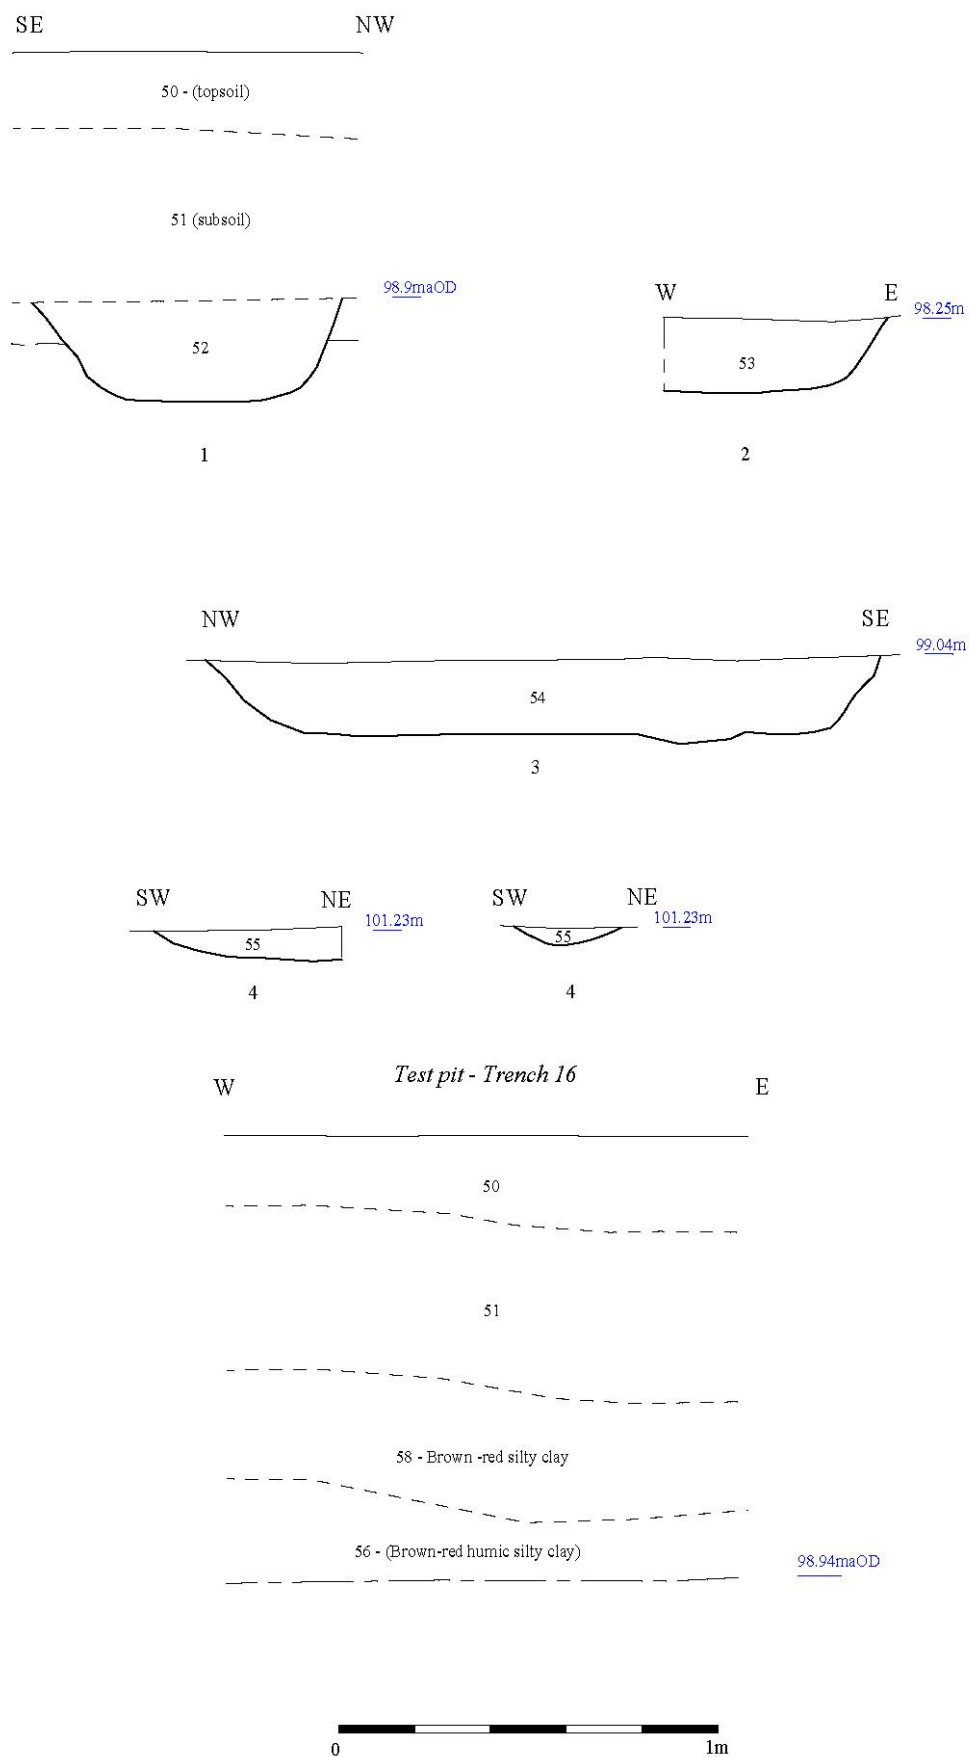 SE NW
50 - (topsoil)
51 (subsoil)
98.9maOD
52
1
W E
98.25m
53
2
NW SE
99.04m
54
3
SW NE
101.23m
55
4
SW NE
101.23m
55
4
Test pit - Trench 16
W E
50
51
58 - Brown -red silty clay
56 - (Brown-red humic silty clay)
98.94maOD
0 1m